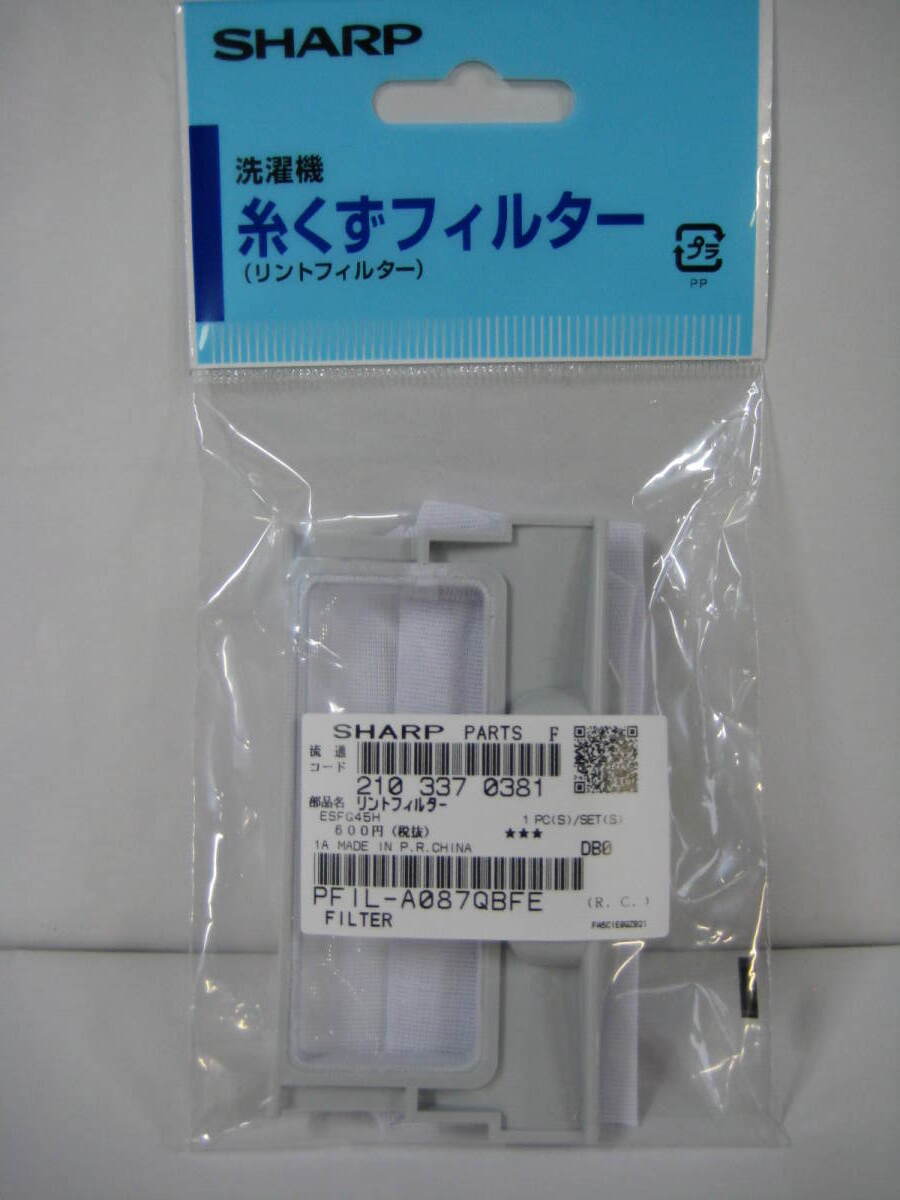 SHARP
洗濯機
糸くずフィルター
(リントフィルター)
プラ
PP
SHARP PARTS F
流通
コード
210 337 0381
部品名 リントフィルター
ESFG45H 1 PC(S)/SET(S)
600円(税抜) ★★★
1A MADE IN P.R.CHINA DB0
PFIL-A087QBFE (R. C.)
FILTER